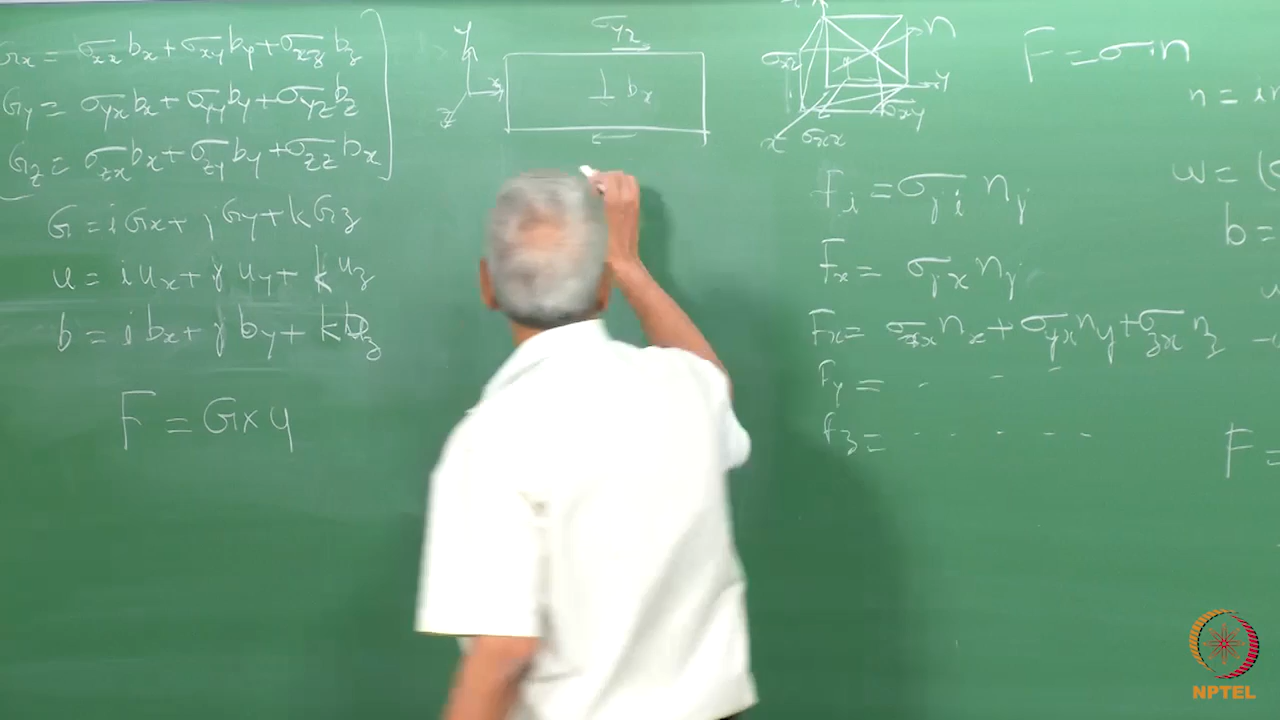 Gx = σxx bx + σxy by + σxz bz
Gy = σyx bx + σyy by + σyz bz
Gz = σzx bx + σzy by + σzz bx
G = i Gx + j Gy + k Gz
u = i ux + j uy + k uz
b = i bx + j by + k bz
F = G × u
y
x
z
σyz
⊥ bx
n
y
x
σxz
σxy
σxx
F = σ n
n = in
fi = σji nj
Fx = σjx nj
Fx = σxx nx + σyx ny + σzx nz
Fy = - - -
fz = - - - - -
w = (
b =
F =
NPTEL